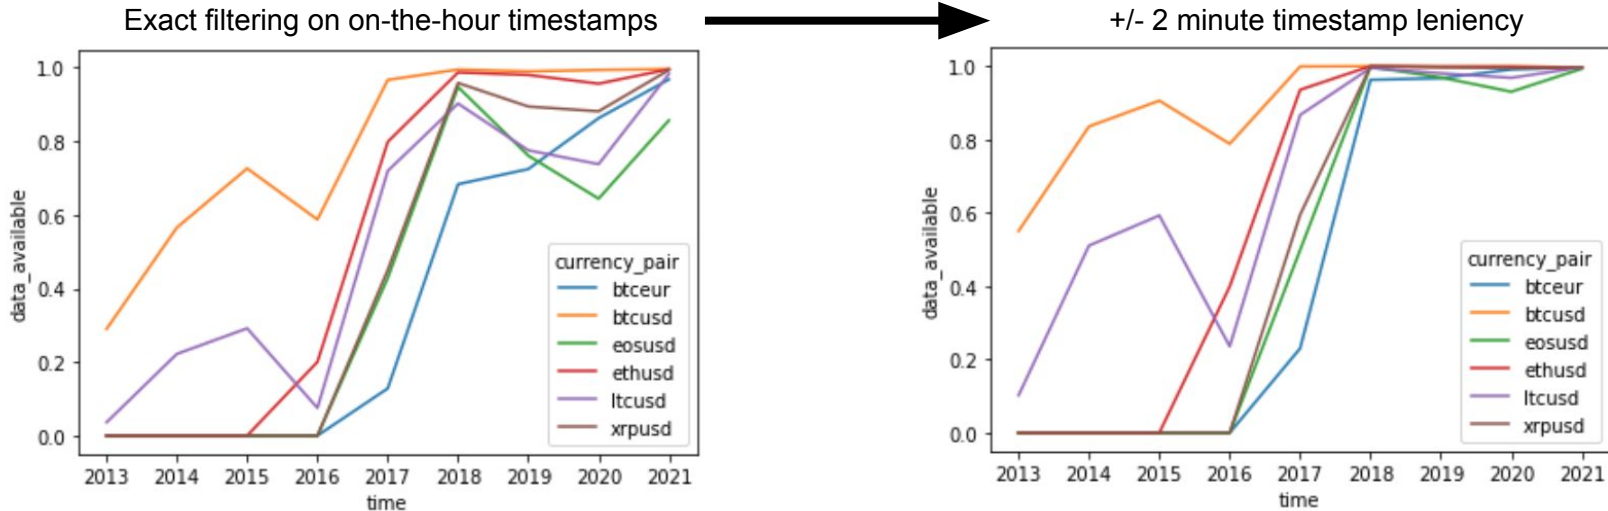 Exact filtering on on-the-hour timestamps
+/- 2 minute timestamp leniency
1.0
0.8
0.6
0.4
0.2
0.0
data_available
currency_pair
btceur
btcusd
eosusd
ethusd
ltcusd
xrpusd
2013 2014 2015 2016 2017 2018 2019 2020 2021
time
1.0
0.8
0.6
0.4
0.2
0.0
data_available
currency_pair
btceur
btcusd
eosusd
ethusd
ltcusd
xrpusd
2013 2014 2015 2016 2017 2018 2019 2020 2021
time